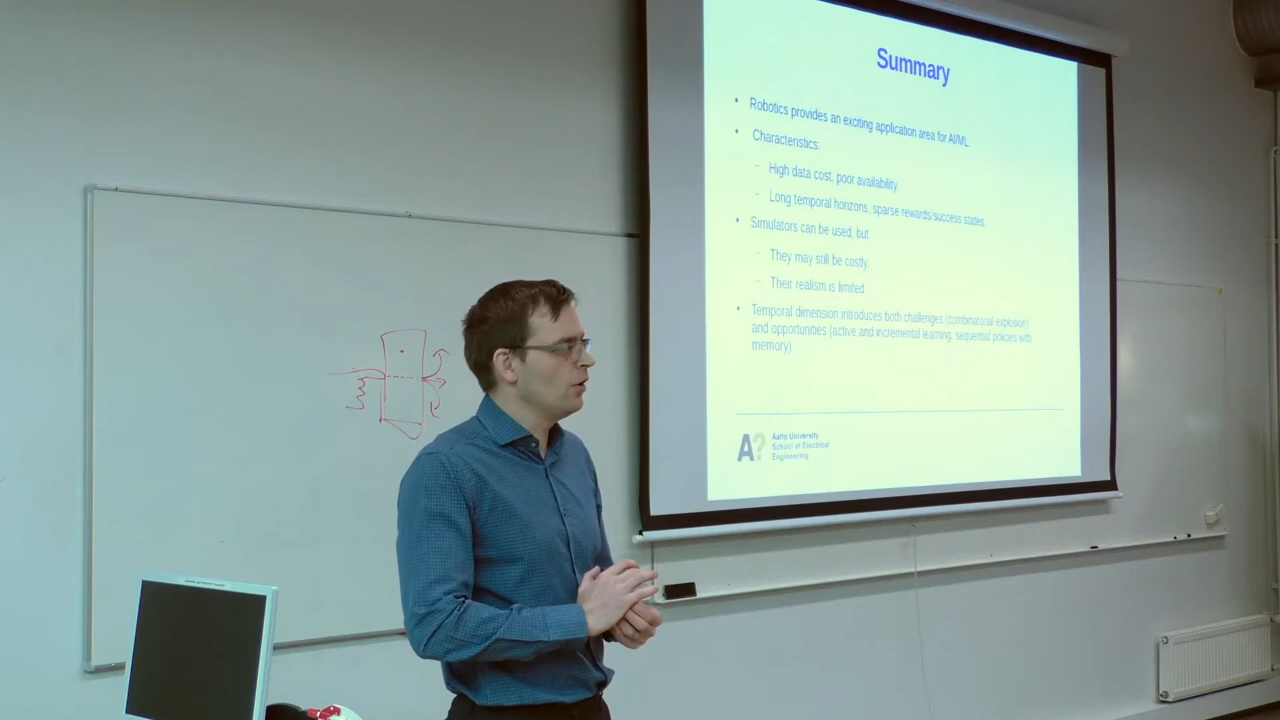 Summary
• Robotics provides an exciting application area for AI/ML.
• Characteristics:
– High data cost, poor availability.
– Long temporal horizons, sparse rewards/success states.
• Simulators can be used, but
– They may still be costly.
– Their realism is limited
• Temporal dimension introduces both challenges (combinatorial explosion)
and opportunities (active and incremental learning, sequential policies with
memory)
A?
Aalto University
School of Electrical
Engineering